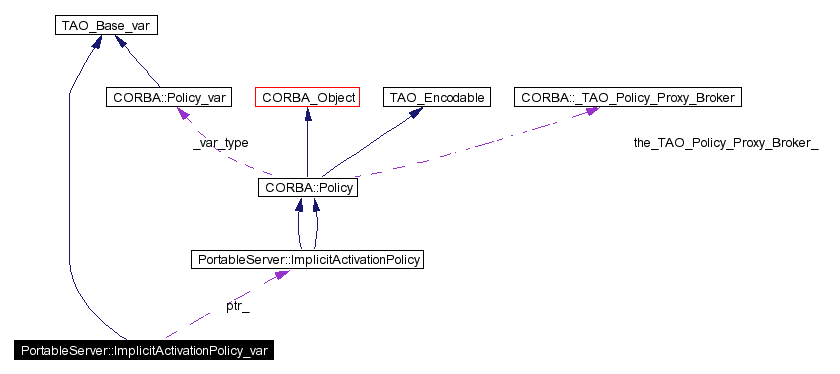 TAO_Base_var
CORBA::Policy_var
CORBA_Object
TAO_Encodable
CORBA::_TAO_Policy_Proxy_Broker
_var_type
the_TAO_Policy_Proxy_Broker_
CORBA::Policy
PortableServer::ImplicitActivationPolicy
ptr_
PortableServer::ImplicitActivationPolicy_var